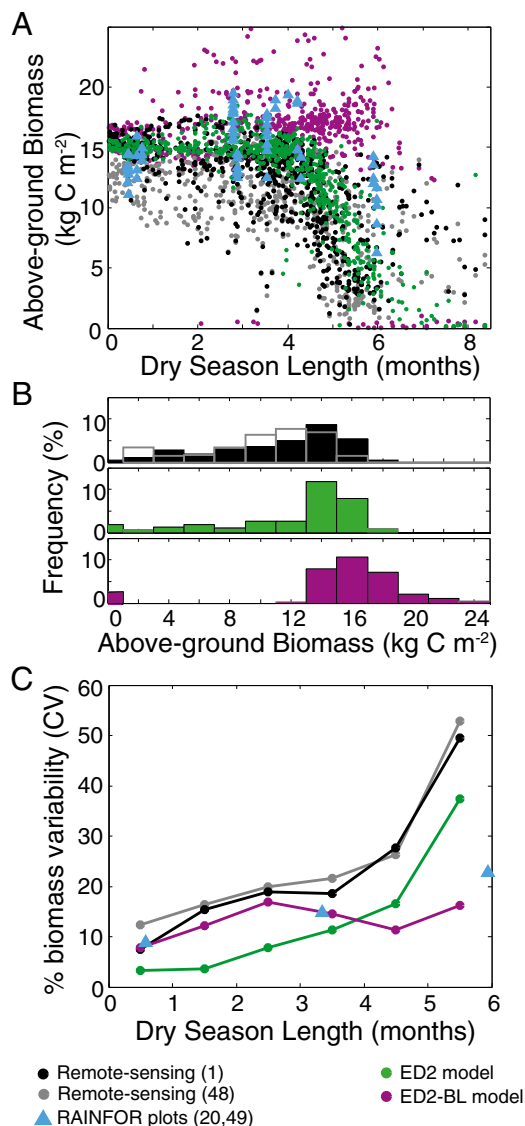 A
Above-ground Biomass
(kg C m-2)
20
15
10
5
0
0 2 4 6 8
Dry Season Length (months)
B
Frequency (%)
10
0
10
0
10
0
0 4 8 12 16 20 24
Above-ground Biomass (kg C m-2)
C
% biomass variability (CV)
60
50
40
30
20
10
0
0 1 2 3 4 5 6
Dry Season Length (months)
Remote-sensing (1)
Remote-sensing (48)
RAINFOR plots (20,49)
ED2 model
ED2-BL model